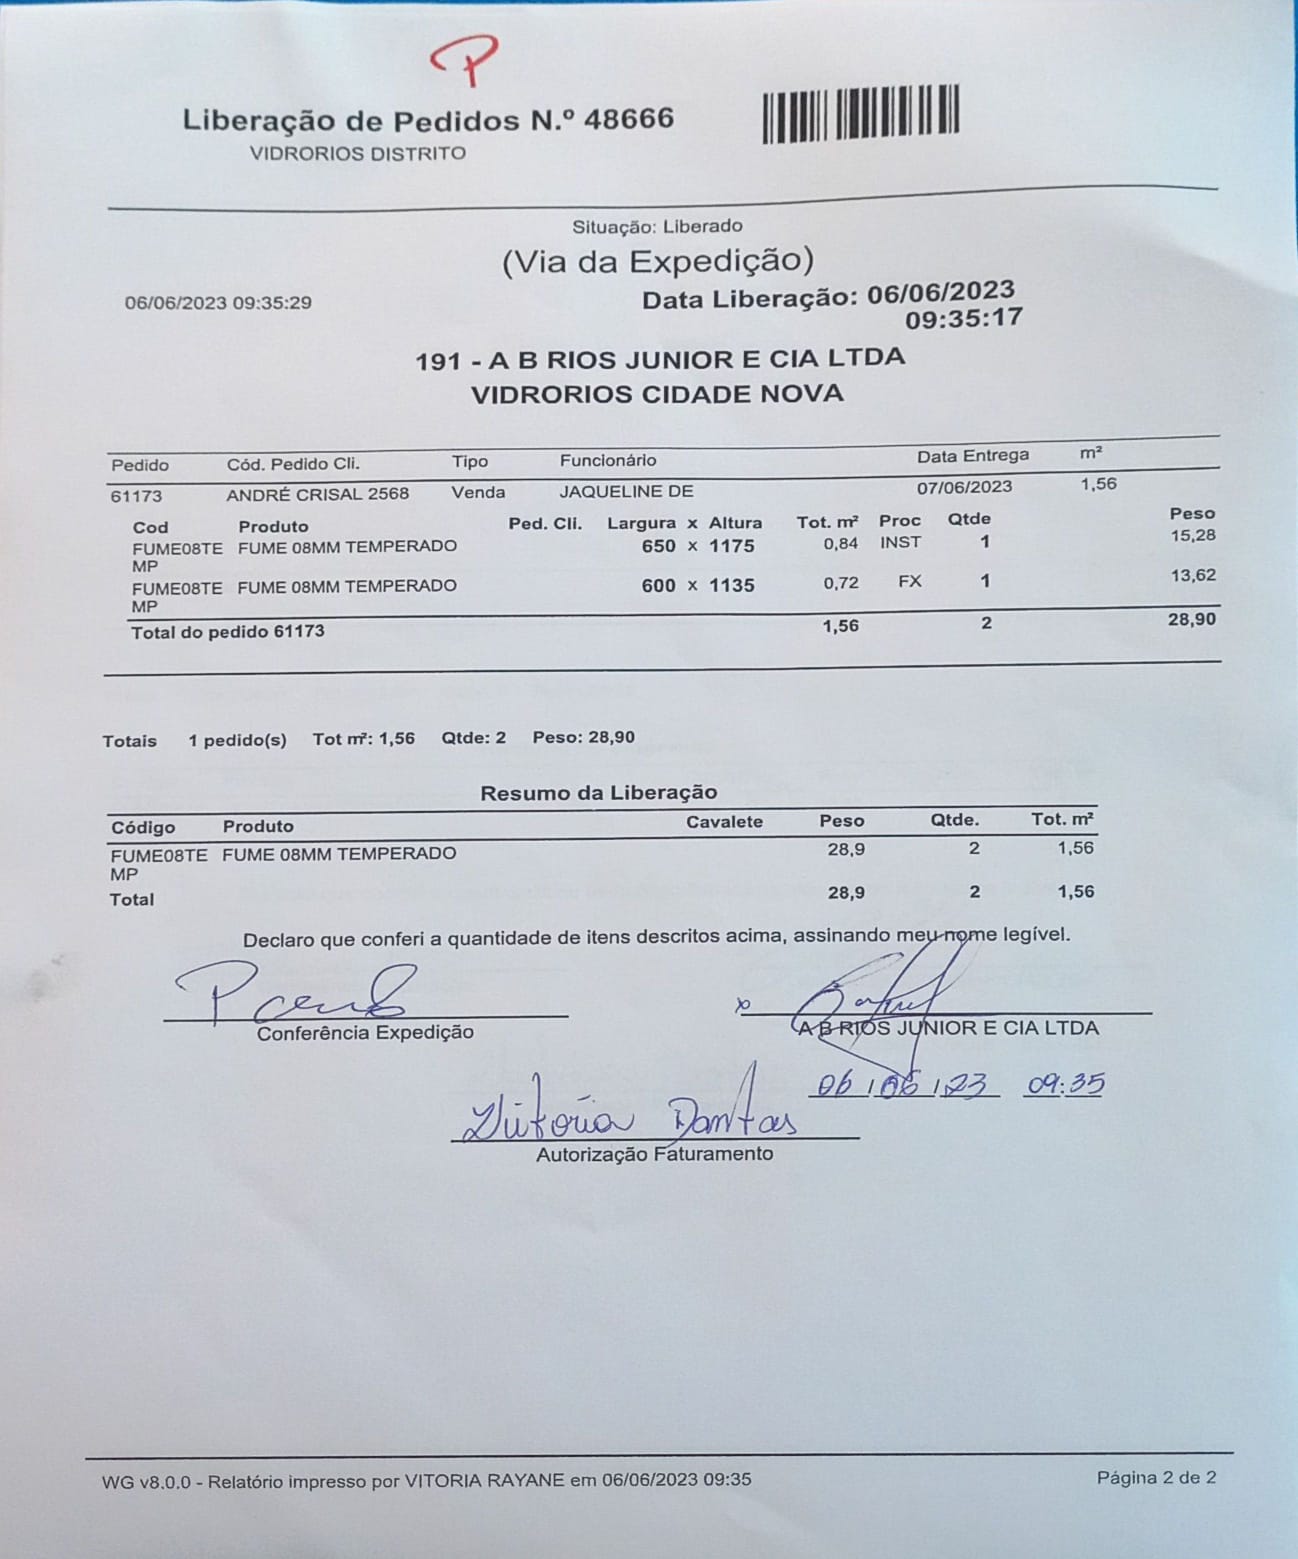 P
Liberação de Pedidos N.º 48666
VIDRORIOS DISTRITO
Situação: Liberado
(Via da Expedição)
06/06/2023 09:35:29
Data Liberação: 06/06/2023
09:35:17
191 - A B RIOS JUNIOR E CIA LTDA
VIDRORIOS CIDADE NOVA
Pedido Cód. Pedido Cli. Tipo Funcionário Data Entrega m²
61173 ANDRÉ CRISAL 2568 Venda JAQUELINE DE 07/06/2023 1,56
Cod Produto Ped. Cli. Largura x Altura Tot. m² Proc Qtde Peso
FUME08TE FUME 08MM TEMPERADO 650 x 1175 0,84 INST 1 15,28
MP
FUME08TE FUME 08MM TEMPERADO 600 x 1135 0,72 FX 1 13,62
MP
Total do pedido 61173 1,56 2 28,90
Totais 1 pedido(s) Tot m²: 1,56 Qtde: 2 Peso: 28,90
Resumo da Liberação
Código Produto Cavalete Peso Qtde. Tot. m²
FUME08TE FUME 08MM TEMPERADO 28,9 2 1,56
MP
Total 28,9 2 1,56
Declaro que conferi a quantidade de itens descritos acima, assinando meu nome legível.
x
Conferência Expedição
A B RIOS JUNIOR E CIA LTDA
06/06/23 09:35
Vitória Dantas
Autorização Faturamento
WG v8.0.0 - Relatório impresso por VITORIA RAYANE em 06/06/2023 09:35
Página 2 de 2